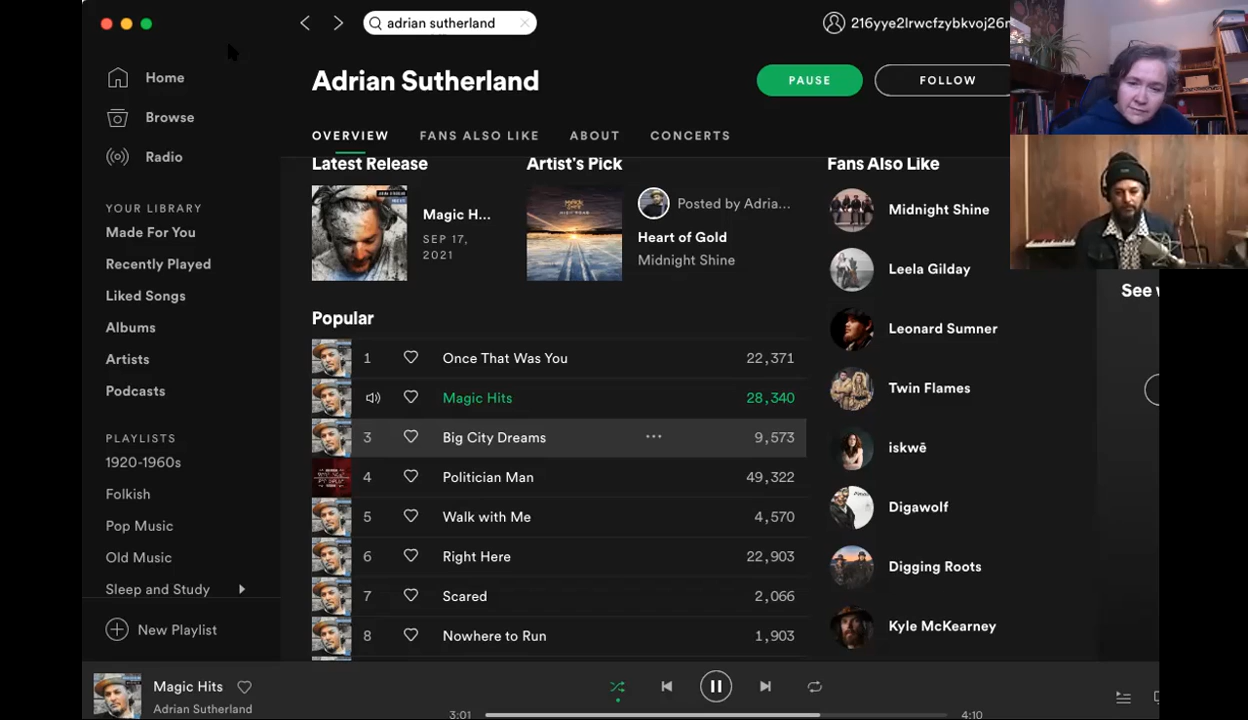 adrian sutherland
216yye2lrwcfzybkvoj26r
Home
Browse
Radio
YOUR LIBRARY
Made For You
Recently Played
Liked Songs
Albums
Artists
Podcasts
PLAYLISTS
1920-1960s
Folkish
Pop Music
Old Music
Sleep and Study
New Playlist
Adrian Sutherland
PAUSE
FOLLOW
OVERVIEW
FANS ALSO LIKE
ABOUT
CONCERTS
Latest Release
Magic H...
SEP 17,
2021
Artist's Pick
Posted by Adria...
Heart of Gold
Midnight Shine
Popular
1 Once That Was You 22,371
Magic Hits 28,340
3 Big City Dreams ... 9,573
4 Politician Man 49,322
5 Walk with Me 4,570
6 Right Here 22,903
7 Scared 2,066
8 Nowhere to Run 1,903
Fans Also Like
Midnight Shine
Leela Gilday
Leonard Sumner
Twin Flames
iskwē
Digawolf
Digging Roots
Kyle McKearney
See
Magic Hits
Adrian Sutherland
3:01
4:10